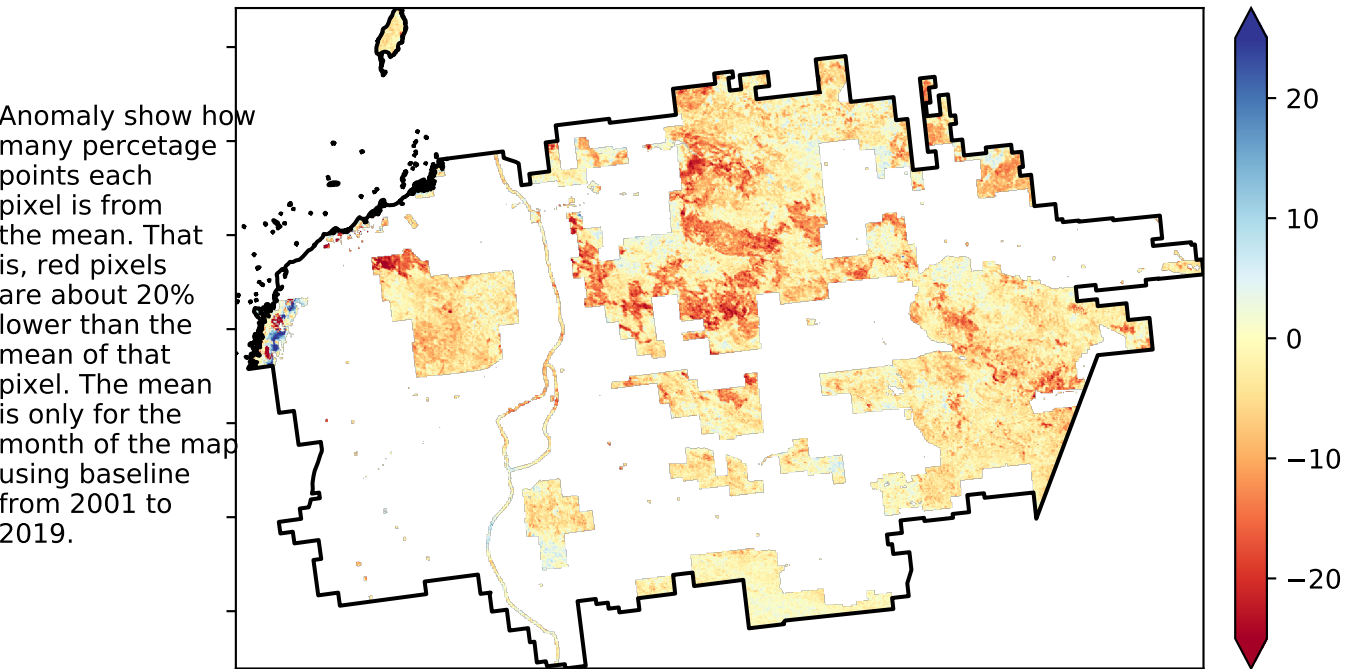 Anomaly show how
many percetage
points each
pixel is from
the mean. That
is, red pixels
are about 20%
lower than the
mean of that
pixel. The mean
is only for the
month of the map
using baseline
from 2001 to
2019.
20
10
0
−10
−20